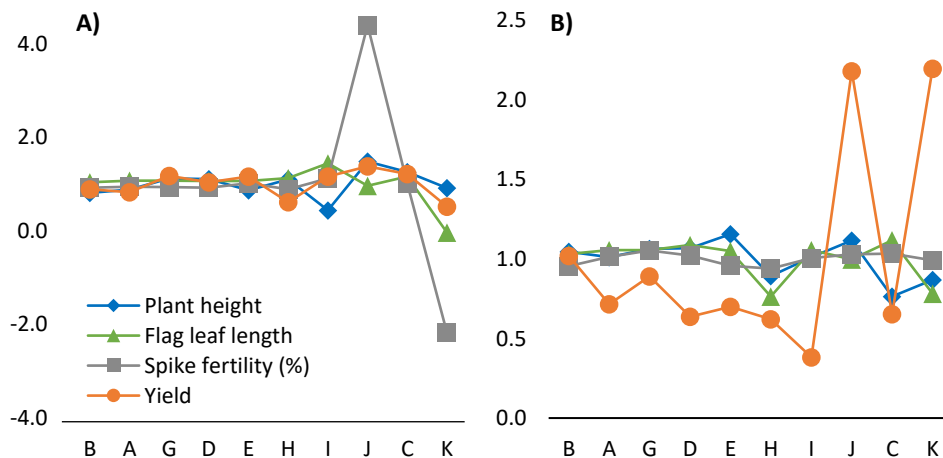 A)
4.0
2.0
0.0
-2.0
-4.0
Plant height
Flag leaf length
Spike fertility (%)
Yield
B A G D E H I J C K
B)
2.5
2.0
1.5
1.0
0.5
0.0
B A G D E H I J C K